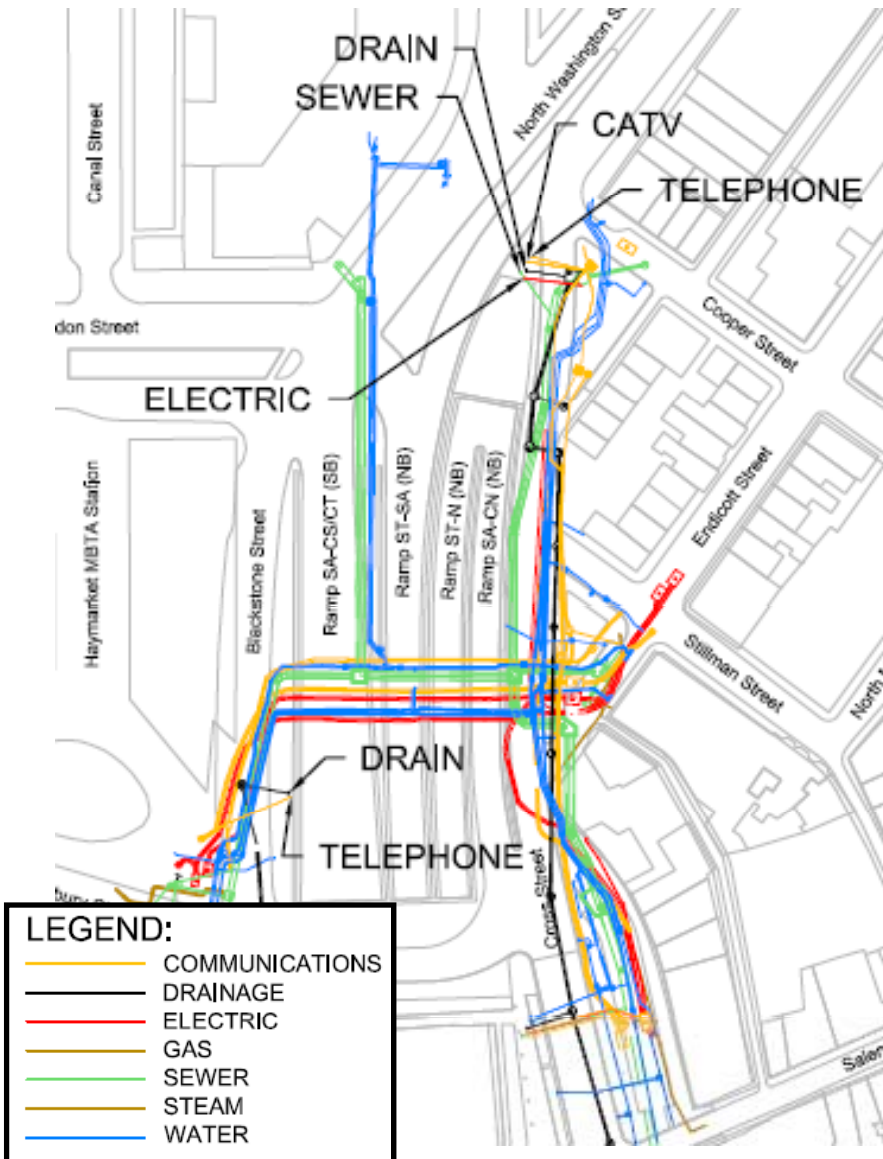 DRAIN
North Washington S
SEWER
CATV
Canal Street
TELEPHONE
don Street
Cooper Street
ELECTRIC
Haymarket MBTA Station
Blackstone Street
Ramp SA-CS/CT (SB)
Ramp ST-SA (NB)
Ramp ST-N (NB)
Ramp SA-CN (NB)
Endicott Street
Stillman Street
North
DRAIN
TELEPHONE
Cross Street
Salem
LEGEND:
COMMUNICATIONS
DRAINAGE
ELECTRIC
GAS
SEWER
STEAM
WATER